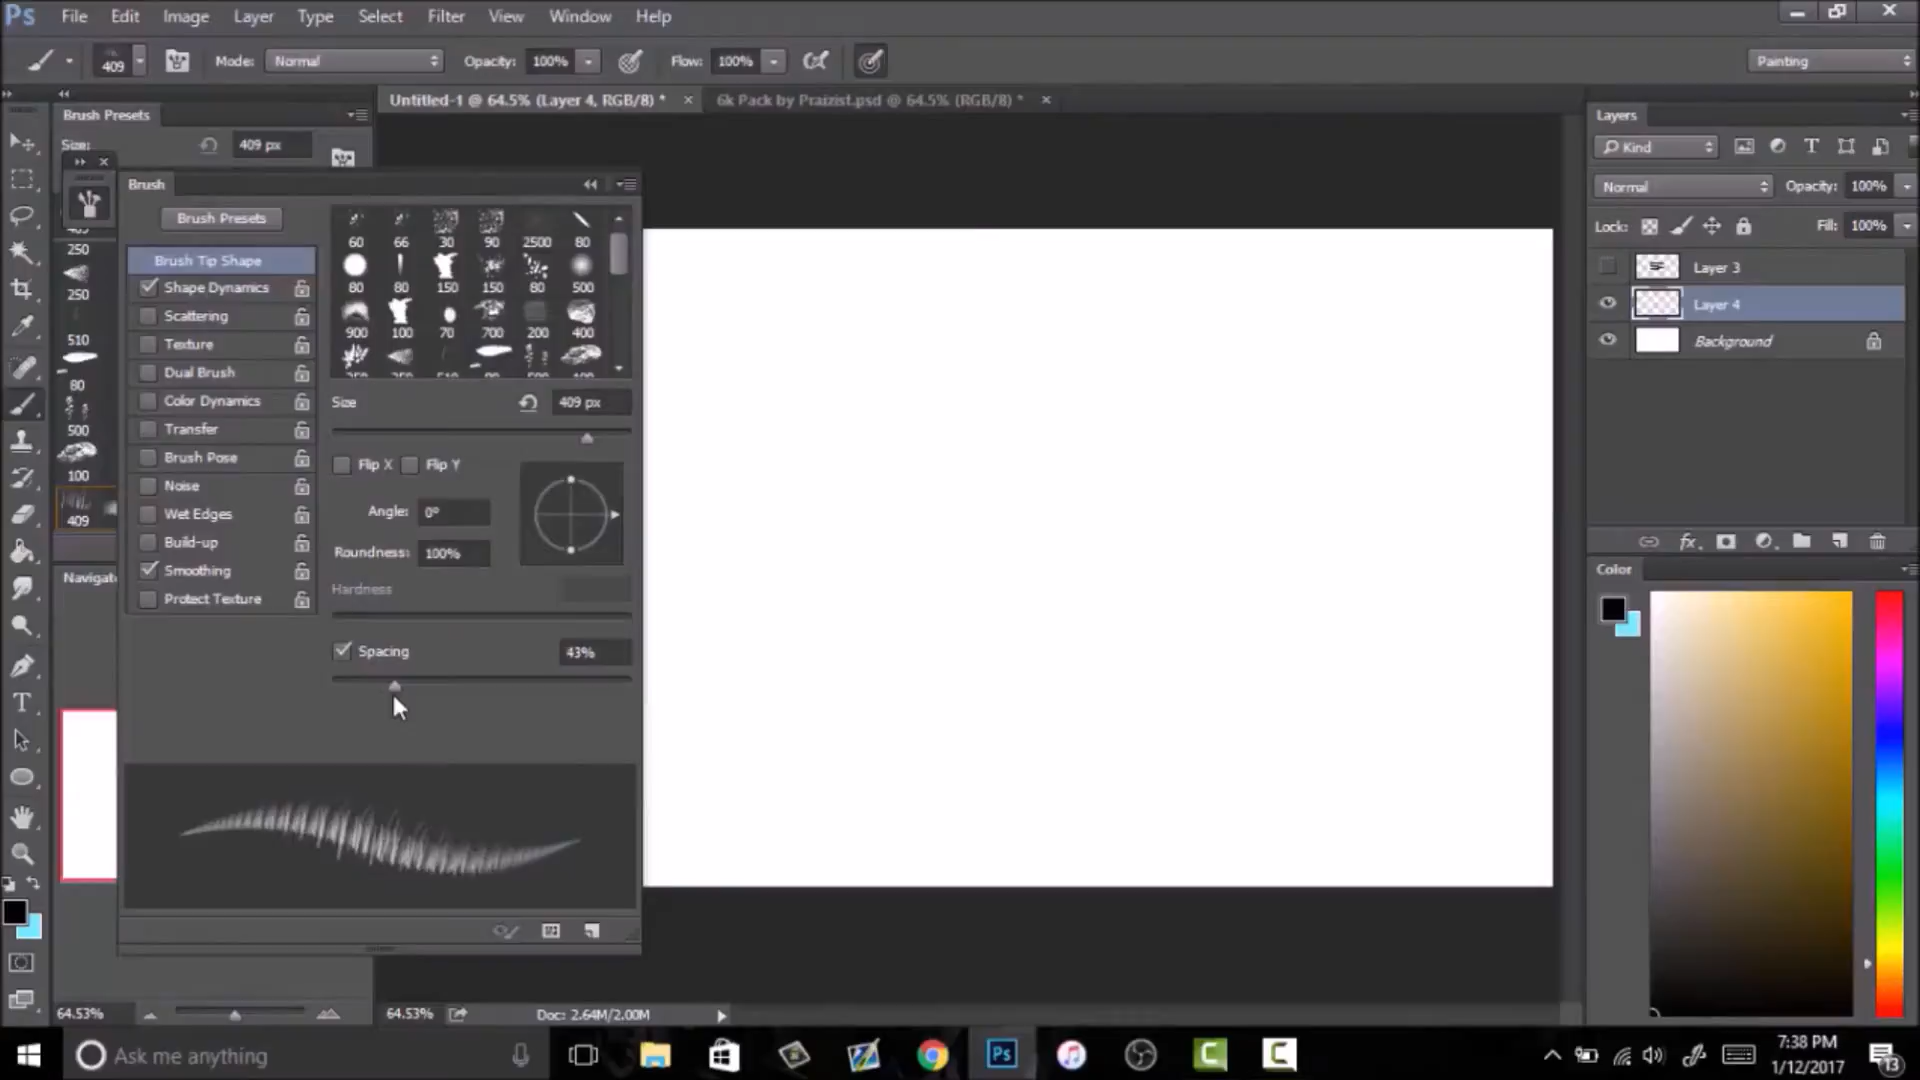 Ps File Edit Image Layer Type Select Filter View Window Help
409 Mode: Normal Opacity: 100% Flow: 100% Painting
Untitled-1 @ 64.5% (Layer 4, RGB/8) * × 6k Pack by Praizist.psd @ 64.5% (RGB/8) * ×
Brush Presets
Size: 409 px
Brush
Brush Presets
Brush Tip Shape
Shape Dynamics
Scattering
Texture
Dual Brush
Color Dynamics
Transfer
Brush Pose
Noise
Wet Edges
Build-up
Smoothing
Protect Texture
60 66 30 90 2500 80
80 80 150 150 80 500
900 100 70 700 200 400
Size 409 px
Flip X Flip Y
Angle: 0º
Roundness: 100%
Hardness
Spacing 43%
250
250
510
80
500
100
409
Navigat
64.53%
64.53% Doc: 2.64M/2.00M
Layers
Kind
Normal Opacity: 100%
Lock: Fill: 100%
Layer 3
Layer 4
Background
fx
Color
Ask me anything
Ps
7:38 PM
1/12/2017
13